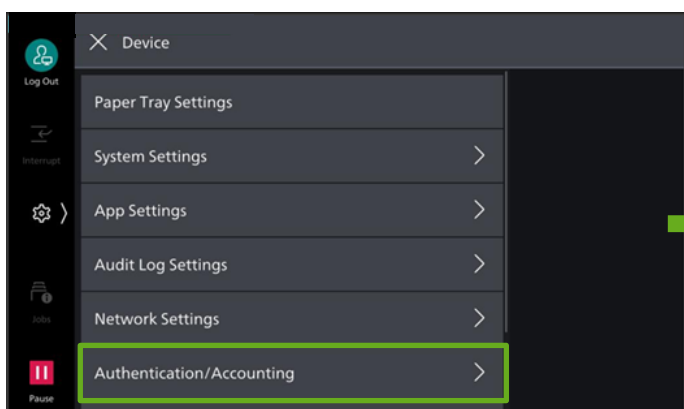 Device
Log Out
Paper Tray Settings
Interrupt
System Settings
App Settings
Audit Log Settings
Jobs
Network Settings
Authentication/Accounting
Pause